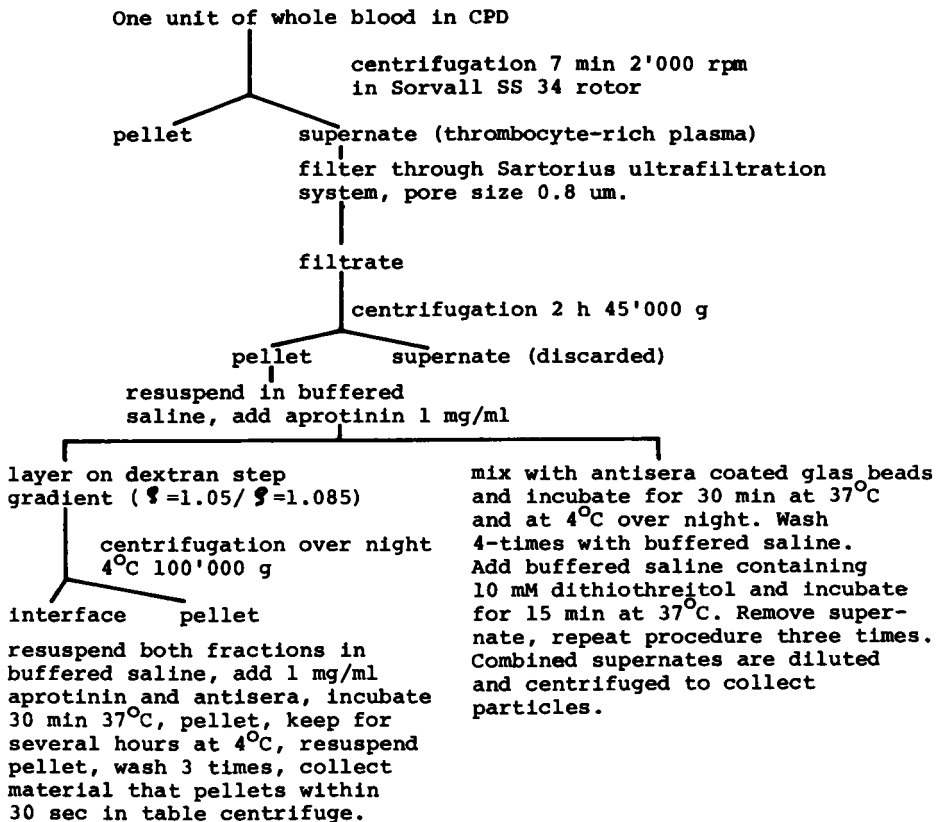 One unit of whole blood in CPD
centrifugation 7 min 2'000 rpm
in Sorvall SS 34 rotor
pellet
supernate (thrombocyte-rich plasma)
filter through Sartorius ultrafiltration
system, pore size 0.8 um.
filtrate
centrifugation 2 h 45'000 g
pellet
supernate (discarded)
resuspend in buffered
saline, add aprotinin 1 mg/ml
layer on dextran step
gradient (ρ=1.05/ρ=1.085)
centrifugation over night
4°C 100'000 g
interface
pellet
resuspend both fractions in
buffered saline, add 1 mg/ml
aprotinin and antisera, incubate
30 min 37°C, pellet, keep for
several hours at 4°C, resuspend
pellet, wash 3 times, collect
material that pellets within
30 sec in table centrifuge.
mix with antisera coated glas beads
and incubate for 30 min at 37°C
and at 4°C over night. Wash
4-times with buffered saline.
Add buffered saline containing
10 mM dithiothreitol and incubate
for 15 min at 37°C. Remove super-
nate, repeat procedure three times.
Combined supernates are diluted
and centrifuged to collect
particles.